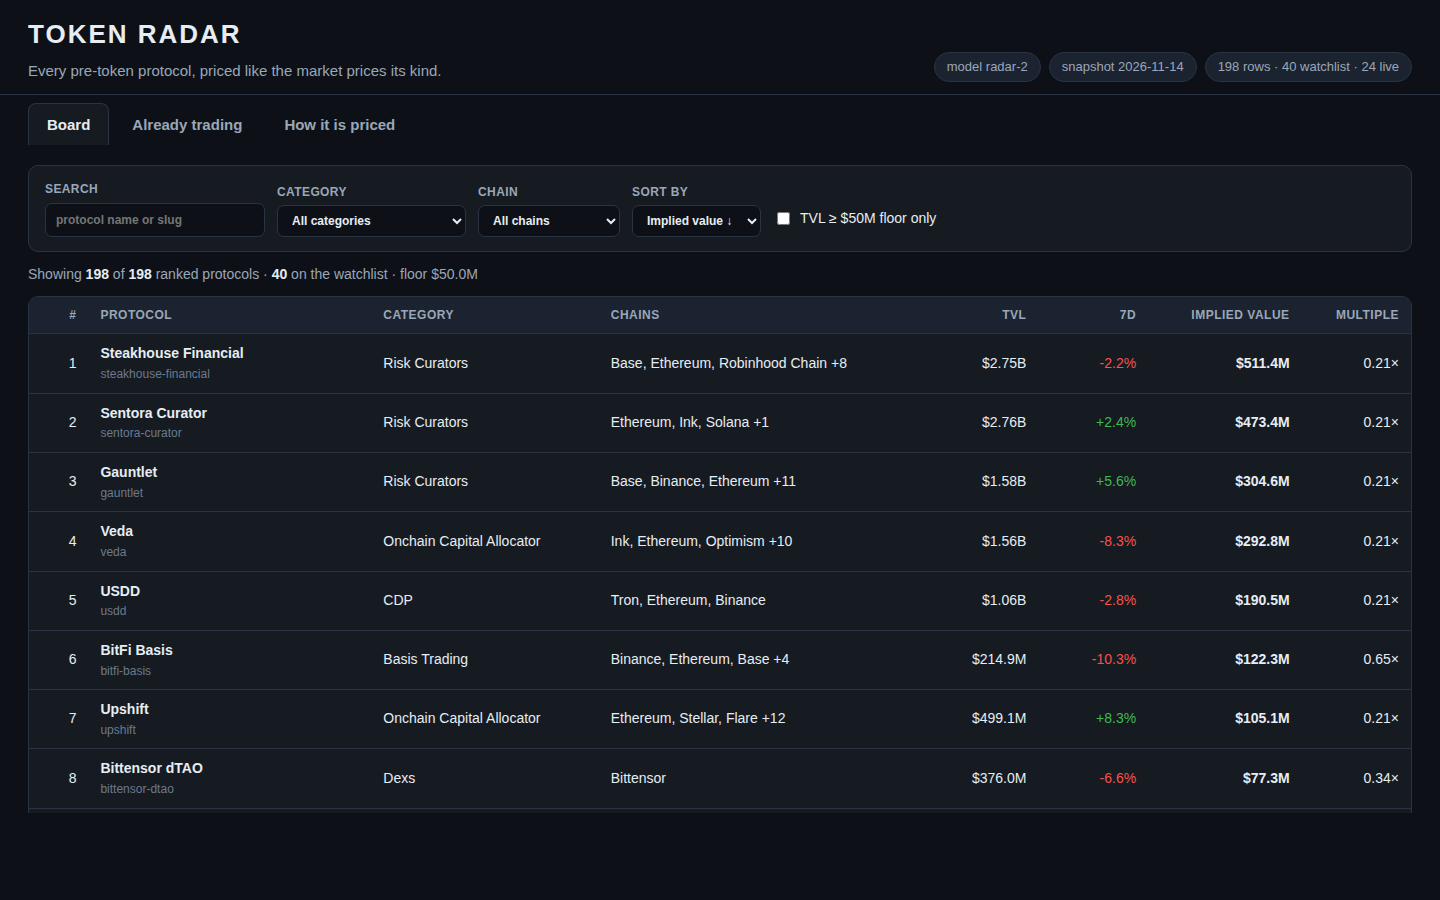 TOKEN RADAR
Every pre-token protocol, priced like the market prices its kind.
model radar-2 snapshot 2026-11-14 198 rows · 40 watchlist · 24 live
Board Already trading How it is priced
SEARCH CATEGORY CHAIN SORT BY
protocol name or slug All categories All chains Implied value ↓ TVL ≥ $50M floor only
Showing 198 of 198 ranked protocols · 40 on the watchlist · floor $50.0M
# PROTOCOL CATEGORY CHAINS TVL 7D IMPLIED VALUE MULTIPLE
1 Steakhouse Financial Risk Curators Base, Ethereum, Robinhood Chain +8 $2.75B -2.2% $511.4M 0.21×
steakhouse-financial
2 Sentora Curator Risk Curators Ethereum, Ink, Solana +1 $2.76B +2.4% $473.4M 0.21×
sentora-curator
3 Gauntlet Risk Curators Base, Binance, Ethereum +11 $1.58B +5.6% $304.6M 0.21×
gauntlet
4 Veda Onchain Capital Allocator Ink, Ethereum, Optimism +10 $1.56B -8.3% $292.8M 0.21×
veda
5 USDD CDP Tron, Ethereum, Binance $1.06B -2.8% $190.5M 0.21×
usdd
6 BitFi Basis Basis Trading Binance, Ethereum, Base +4 $214.9M -10.3% $122.3M 0.65×
bitfi-basis
7 Upshift Onchain Capital Allocator Ethereum, Stellar, Flare +12 $499.1M +8.3% $105.1M 0.21×
upshift
8 Bittensor dTAO Dexs Bittensor $376.0M -6.6% $77.3M 0.34×
bittensor-dtao